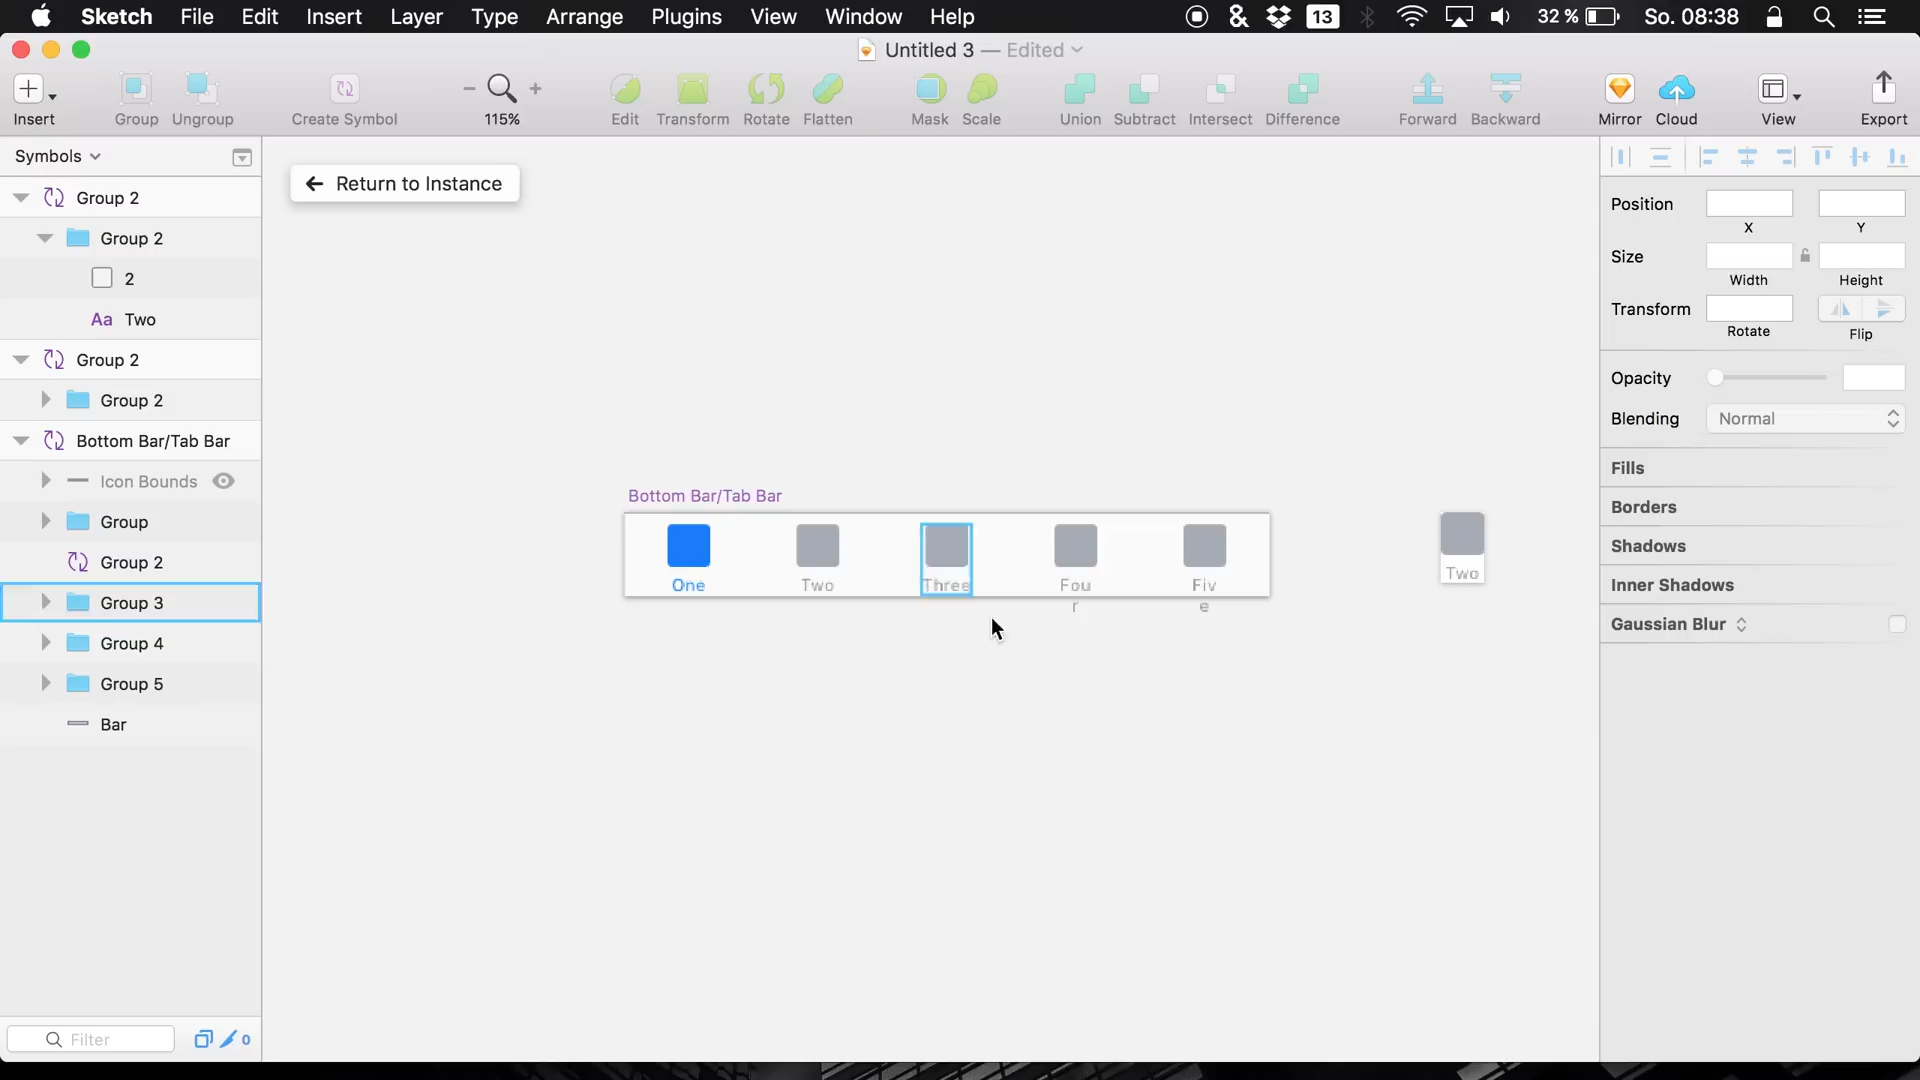 Sketch File Edit Insert Layer Type Arrange Plugins View Window Help 13 32 % So. 08:38
Untitled 3 — Edited
Insert Group Ungroup Create Symbol 115% Edit Transform Rotate Flatten Mask Scale Union Subtract Intersect Difference Forward Backward Mirror Cloud View Export
Symbols
Group 2
Group 2
2
Aa Two
Group 2
Group 2
Bottom Bar/Tab Bar
Icon Bounds
Group
Group 2
Group 3
Group 4
Group 5
Bar
Filter
0
Return to Instance
Bottom Bar/Tab Bar
One
Two
Three
Fou
r
Fiv
e
Two
Position
X
Y
Size
Width
Height
Transform
Rotate
Flip
Opacity
Blending Normal
Fills
Borders
Shadows
Inner Shadows
Gaussian Blur